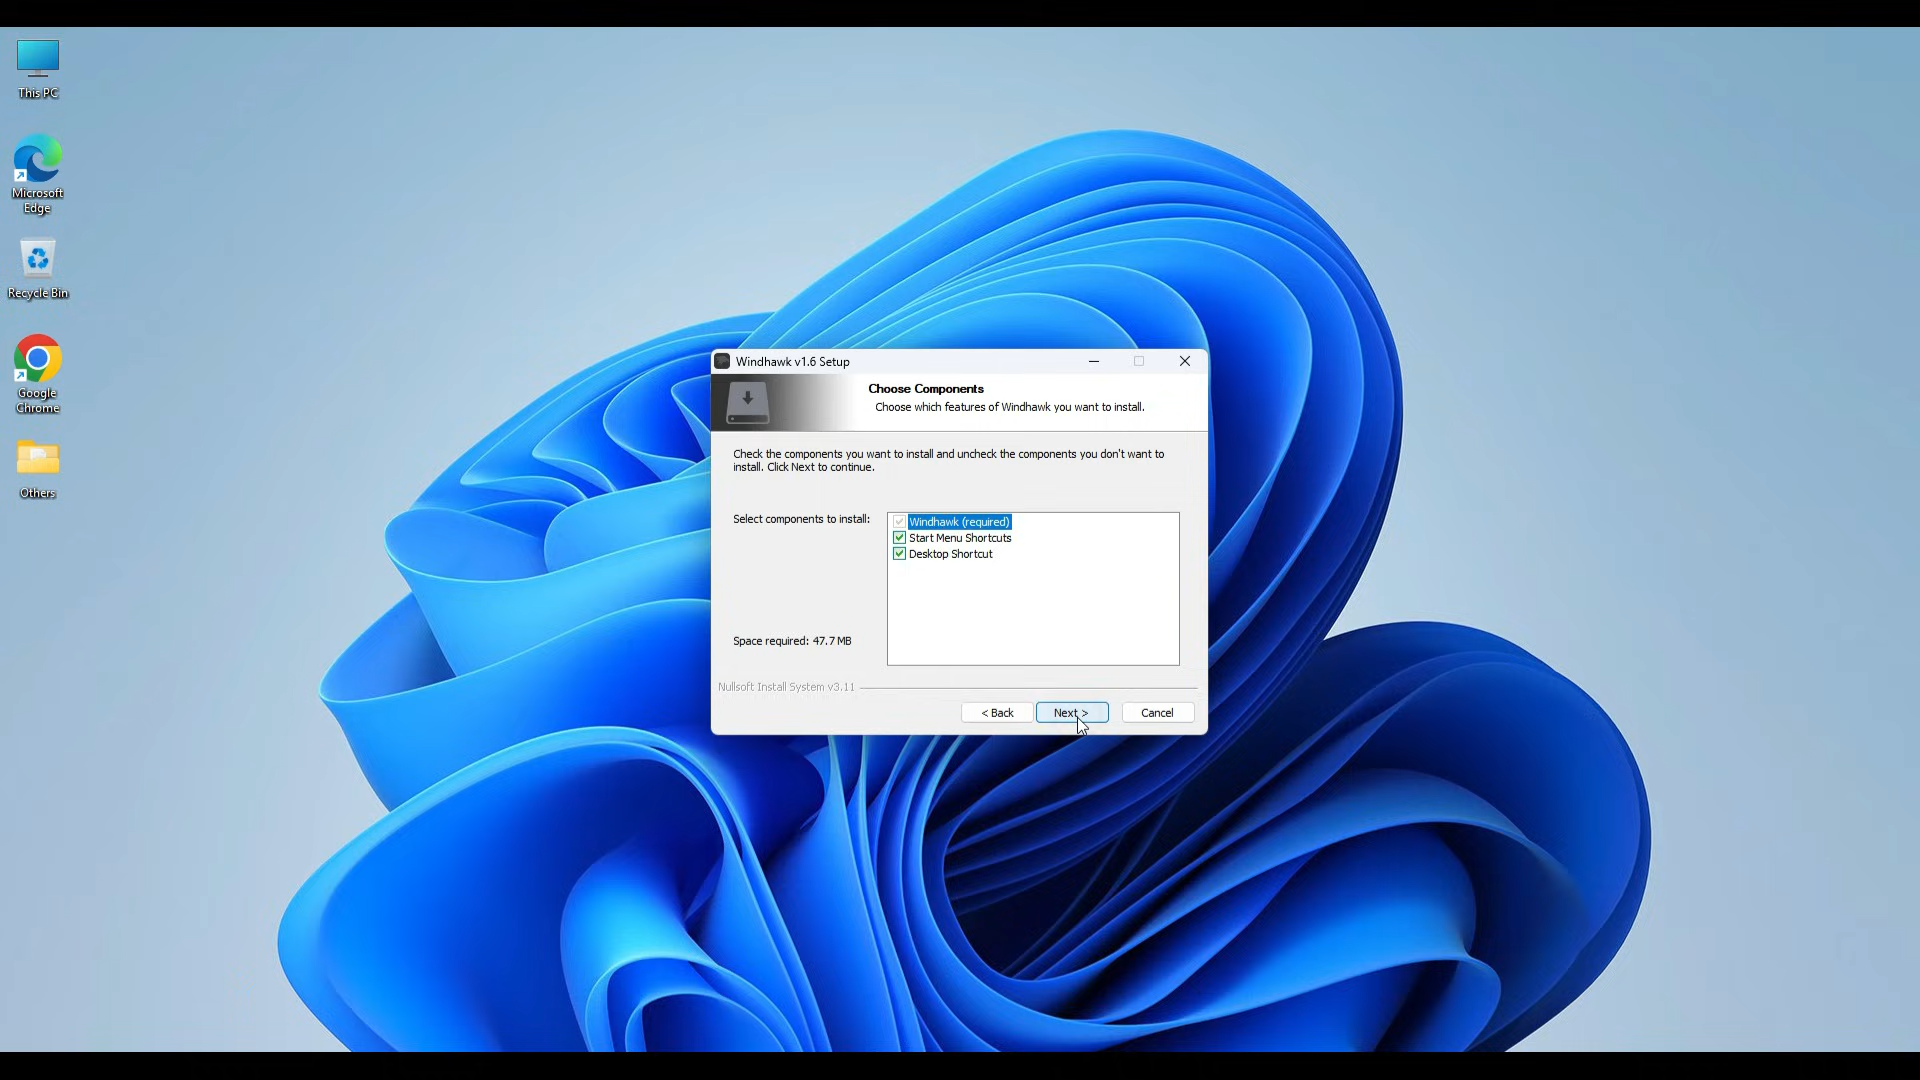 This PC
Microsoft
Edge
Recycle Bin
Google
Chrome
Others
Windhawk v1.6 Setup
Choose Components
Choose which features of Windhawk you want to install.
Check the components you want to install and uncheck the components you don't want to
install. Click Next to continue.
Select components to install:
Windhawk (required)
Start Menu Shortcuts
Desktop Shortcut
Space required: 47.7 MB
Nullsoft Install System v3.11
< Back
Next >
Cancel